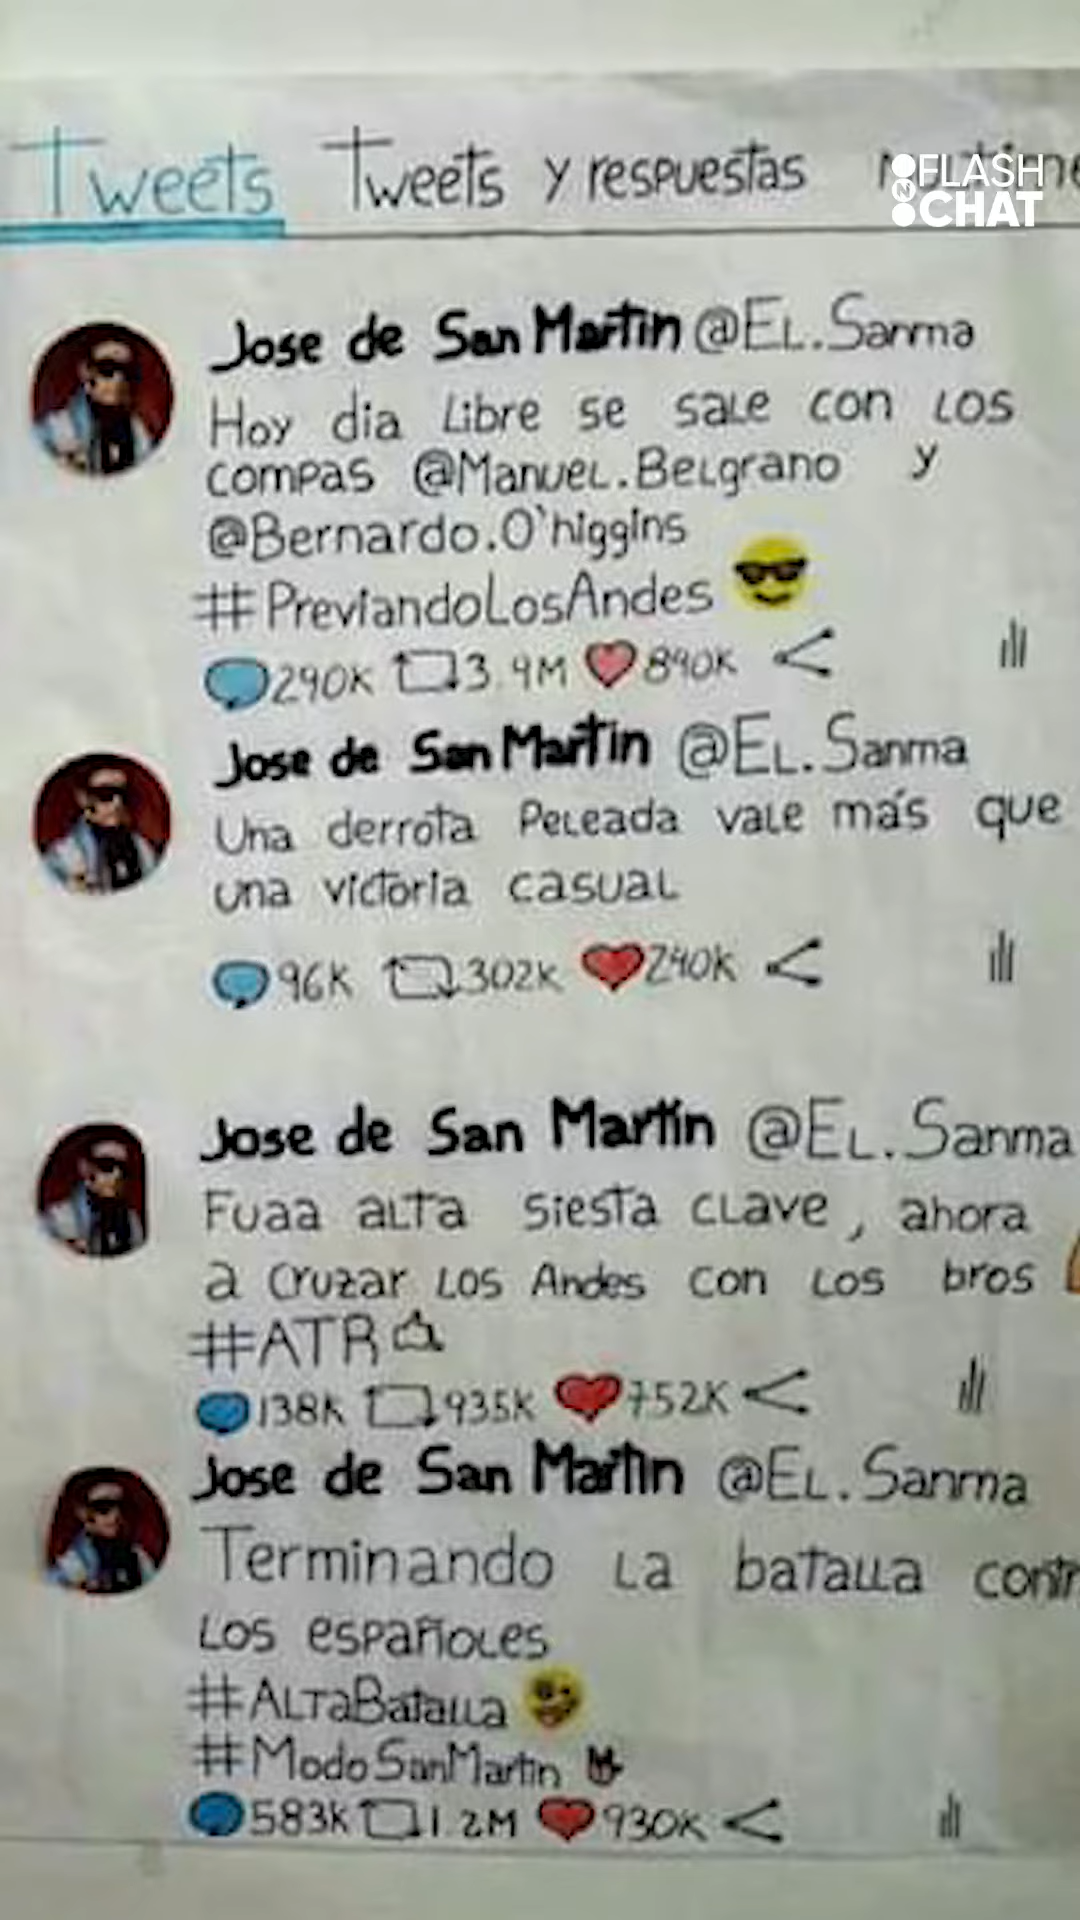 Tweets Tweets y respuestas
FLASH
CHAT
Jose de San Martin @EL.Sanma
Hoy dia Libre se sale con los
compas @Manuel.Belgrano y
@Bernardo.O'higgins
#PreviandoLosAndes 😎
290K 3.9M 890K
Jose de San Martin @EL.Sanma
Una derrota Peleada vale más que
una victoria casual
96K 302K 240K
Jose de San Martín @EL.Sanma
Fuaa alta siesta clave, ahora
a cruzar los Andes con los bros
#ATR
138K 935K 752K
Jose de San Martin @EL.Sanma
Terminando la batalla contr
los españoles
#AltaBatalla
#ModoSanMartin
583K 1.2M 930K